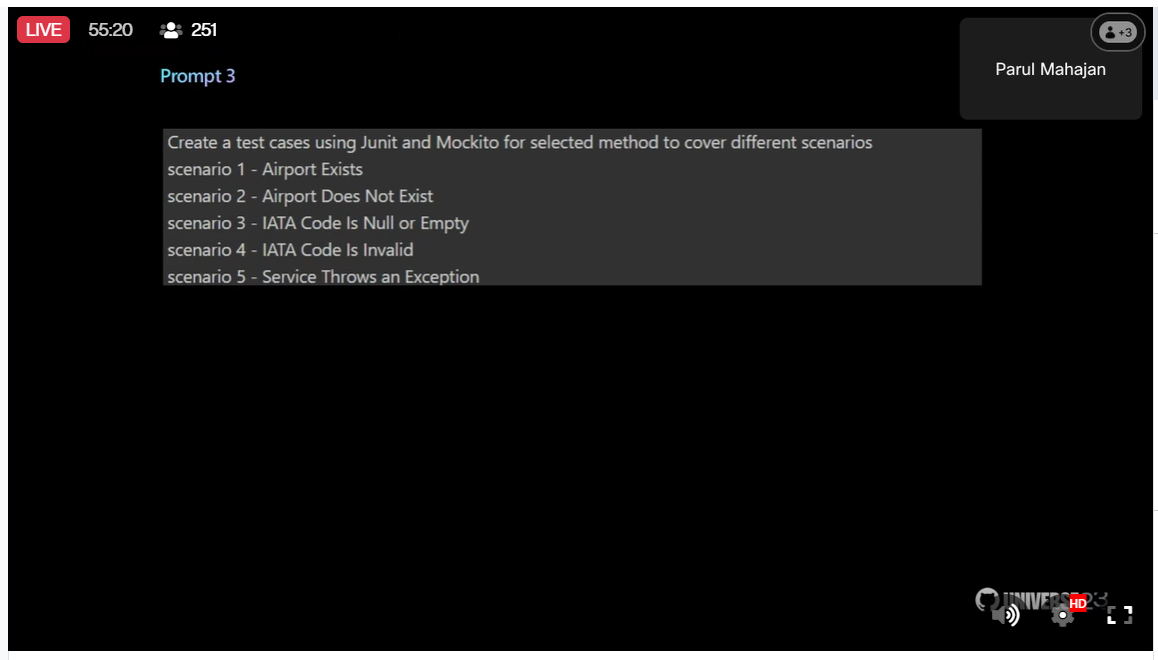 LIVE 55:20 251
+3
Prompt 3
Parul Mahajan
Create a test cases using Junit and Mockito for selected method to cover different scenarios
scenario 1 - Airport Exists
scenario 2 - Airport Does Not Exist
scenario 3 - IATA Code Is Null or Empty
scenario 4 - IATA Code Is Invalid
scenario 5 - Service Throws an Exception
HD